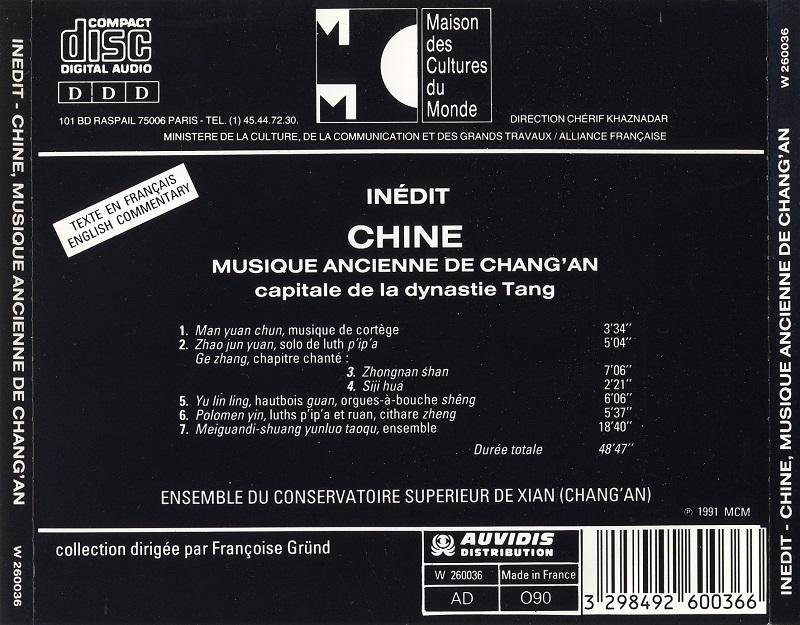 INEDIT - CHINE, MUSIQUE ANCIENNE DE CHANG'AN
W 260036
COMPACT
disc
DIGITAL AUDIO
D D D
M
M
Maison
des
Cultures
du
Monde
101 BD RASPAIL 75006 PARIS - TEL. (1) 45.44.72.30.
DIRECTION CHÉRIF KHAZNADAR
MINISTERE DE LA CULTURE, DE LA COMMUNICATION ET DES GRANDS TRAVAUX / ALLIANCE FRANÇAISE
TEXTE EN FRANÇAIS
ENGLISH COMMENTARY
INÉDIT
CHINE
MUSIQUE ANCIENNE DE CHANG'AN
capitale de la dynastie Tang
1. Man yuan chun, musique de cortège 3'34''
2. Zhao jun yuan, solo de luth p'ip'a 5'04''
Ge zhang, chapitre chanté :
3. Zhongnan shan 7'06''
4. Siji hua 2'21''
5. Yu lin ling, hautbois guan, orgues-à-bouche shêng 6'06''
6. Polomen yin, luths p'ip'a et ruan, cithare zheng 5'37''
7. Meiguandi-shuang yunluo taoqu, ensemble 18'40''
Durée totale 48'47''
ENSEMBLE DU CONSERVATOIRE SUPERIEUR DE XIAN (CHANG'AN)
℗ 1991 MCM
collection dirigée par Françoise Gründ
AUVIDIS
DISTRIBUTION
W 260036 Made in France
AD O90
3 298492 600366
W 260036
INEDIT - CHINE, MUSIQUE ANCIENNE DE CHANG'AN